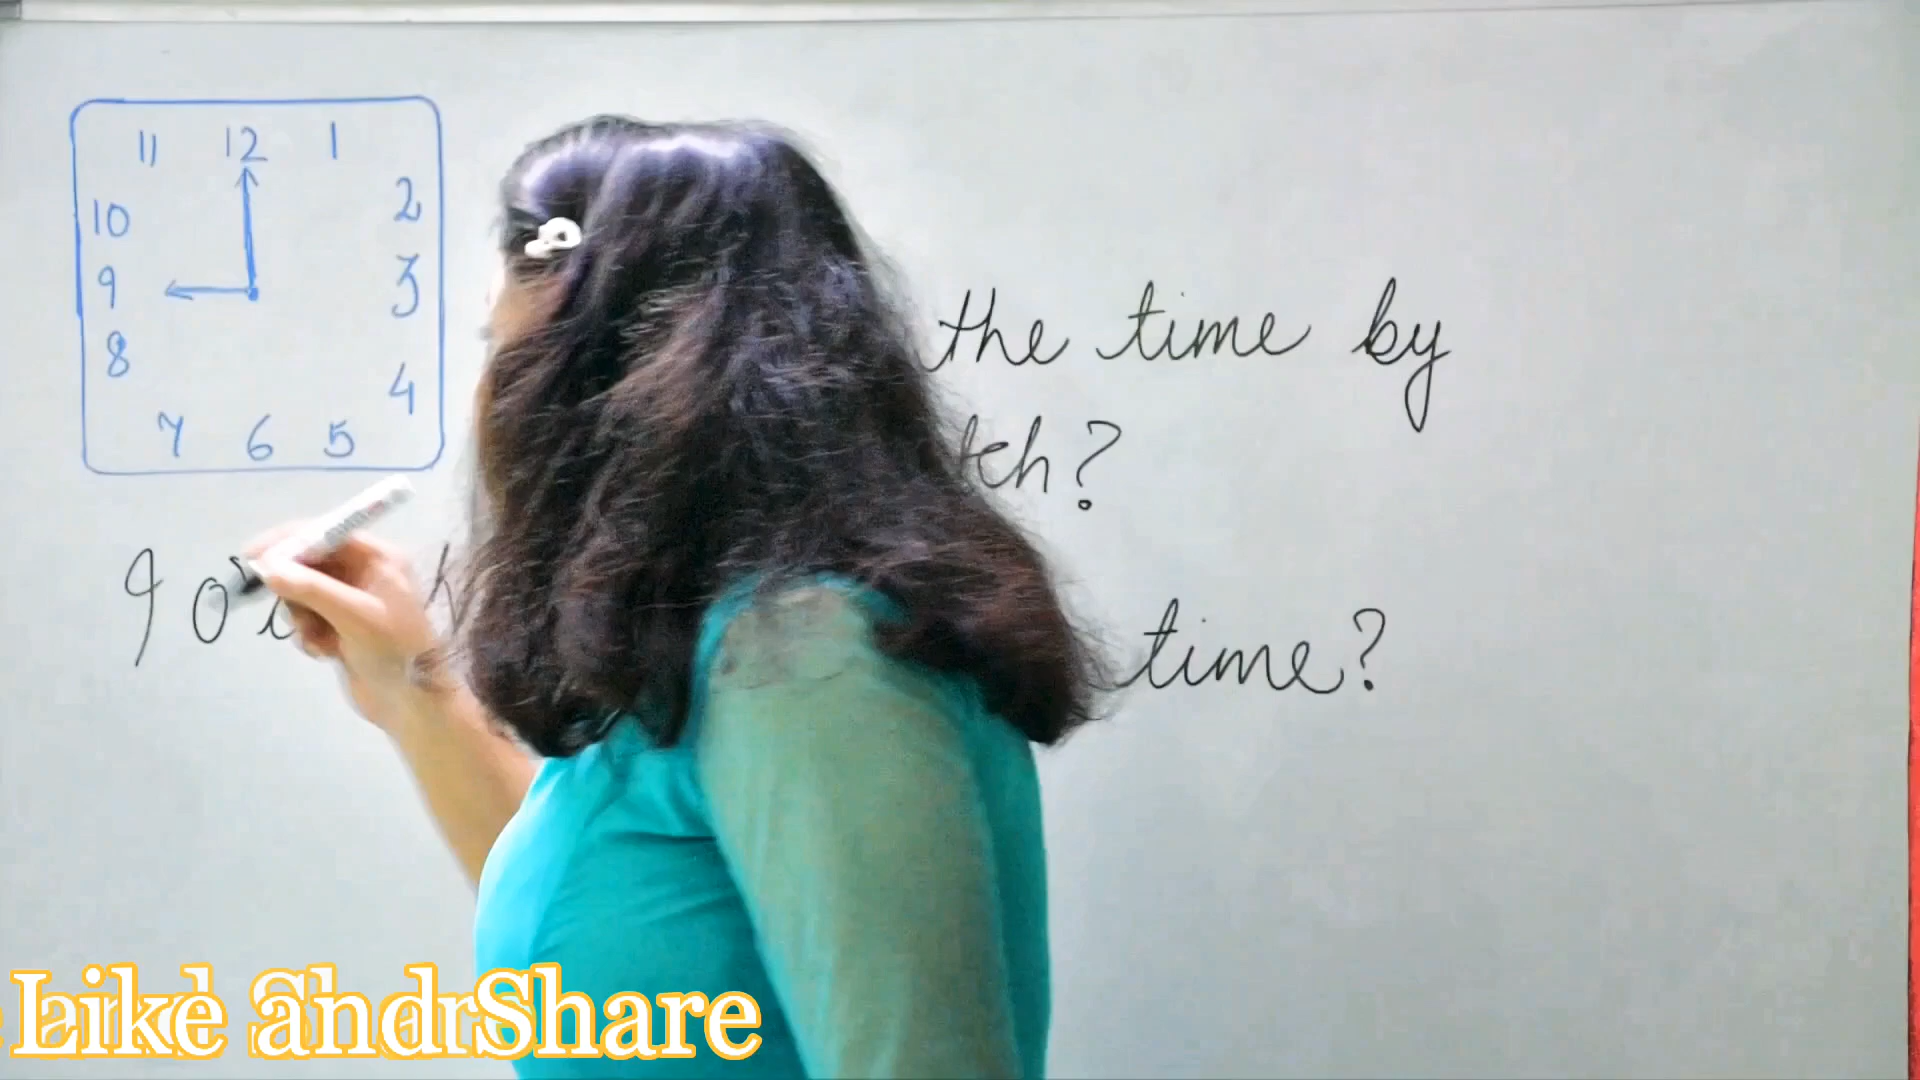 11 12 1
10 2
9 3
8 4
7 6 5
the time by
tch?
9 o'c
time?
Like and Share